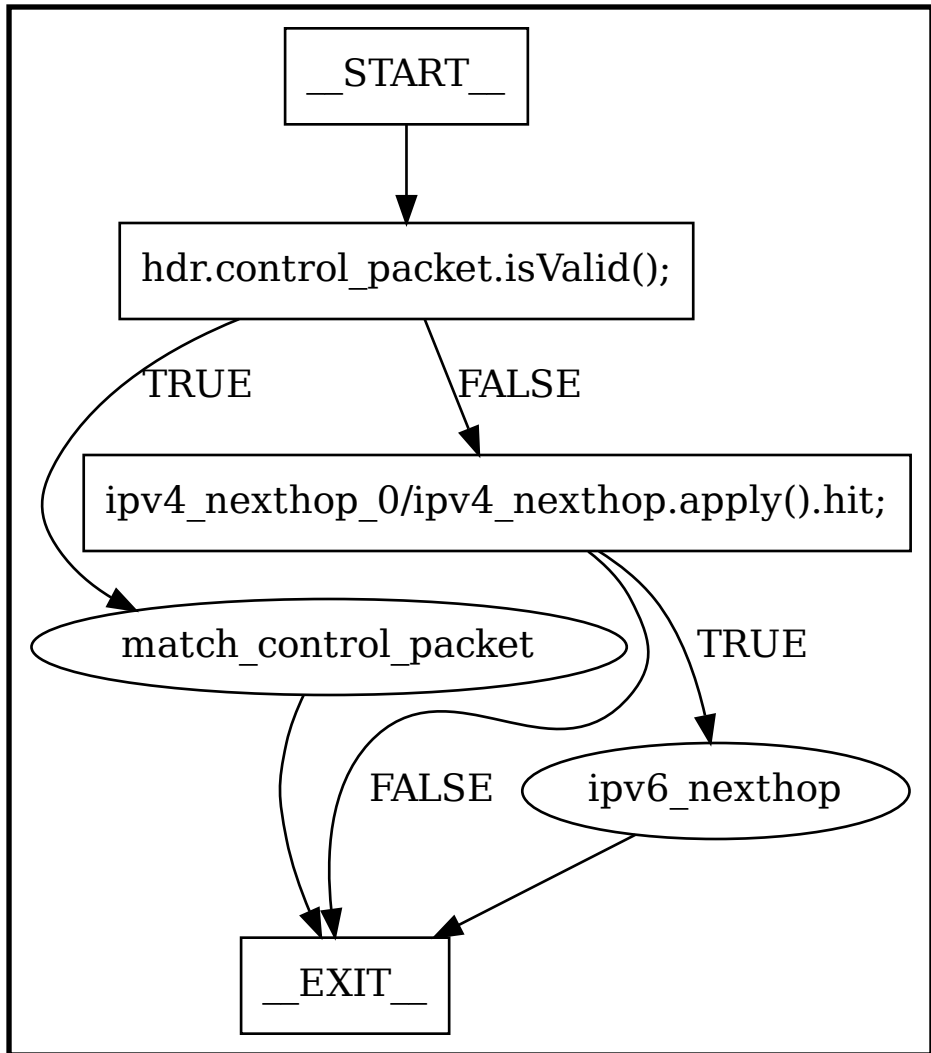 __START__
hdr.control_packet.isValid();
TRUE
FALSE
ipv4_nexthop_0/ipv4_nexthop.apply().hit;
match_control_packet
TRUE
FALSE
ipv6_nexthop
__EXIT__